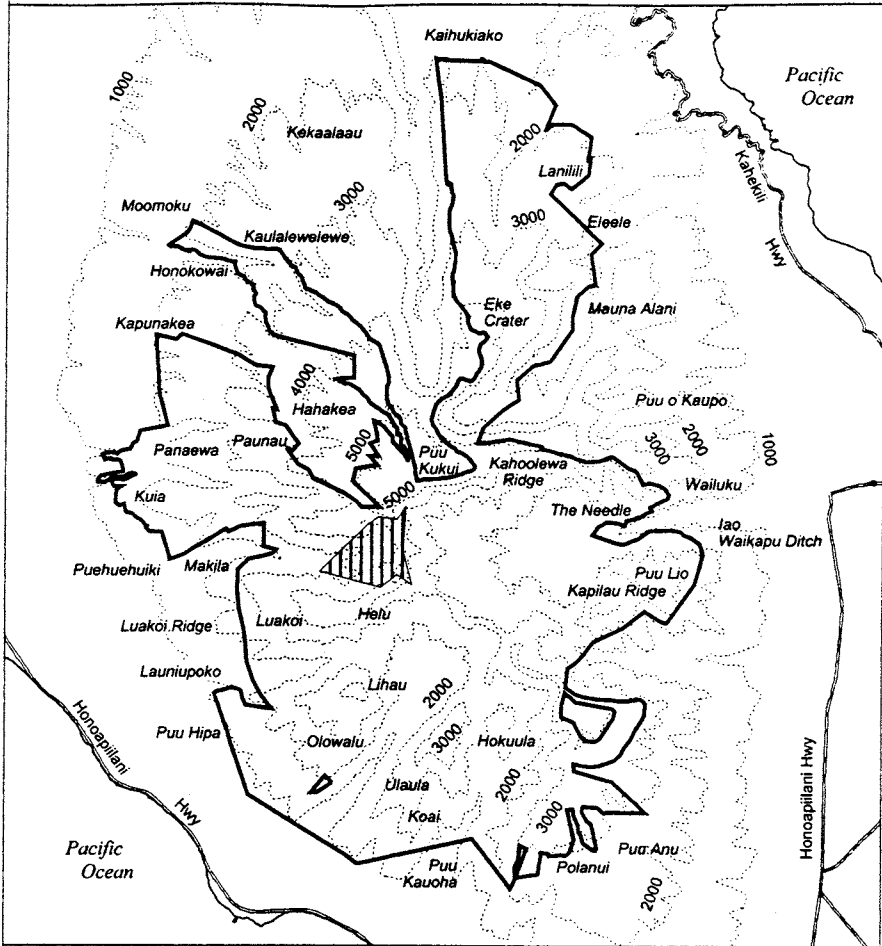 Kaihukiako
Pacific
Ocean
1000
2000
Kekaalaau
2000
Lanilili
Kahekili
Hwy
3000
Moomoku
Kaulalewelewe
3000
Eleele
Honokowai
Eke
Crater
Mauna Alani
Kapunakea
4000
Hahakea
Puu o Kaupo
Panaewa
Paunau
5000
Puu
Kukui
Kahoolewa
Ridge
3000
2000
1000
Kuia
5000
The Needle
Wailuku
Iao
Waikapu Ditch
Puehuehuiki
Makila
Puu Lio
Kapilau Ridge
Luakoi Ridge
Luakoi
Helu
Launiupoko
Lihau
2000
Honoapiilani
Hwy
Puu Hipa
Olowalu
3000
Hokuula
Ulaula
2000
Honoapiilani Hwy
Koai
3000
Pacific
Ocean
Puu
Kauoha
Polanui
Puu Anu
2000